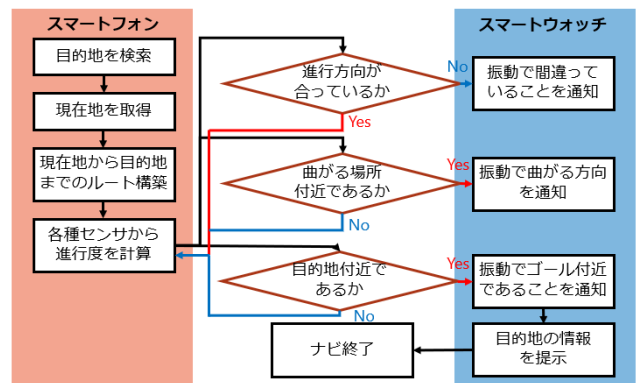 スマートフォン
目的地を検索
現在地を取得
現在地から目的地
までのルート構築
各種センサから
進行度を計算
進行方向が
合っているか
No
Yes
曲がる場所
付近であるか
Yes
No
目的地付近で
あるか
Yes
No
スマートウォッチ
振動で間違って
いることを通知
振動で曲がる方向
を通知
振動でゴール付近
であることを通知
目的地の情報
を提示
ナビ終了